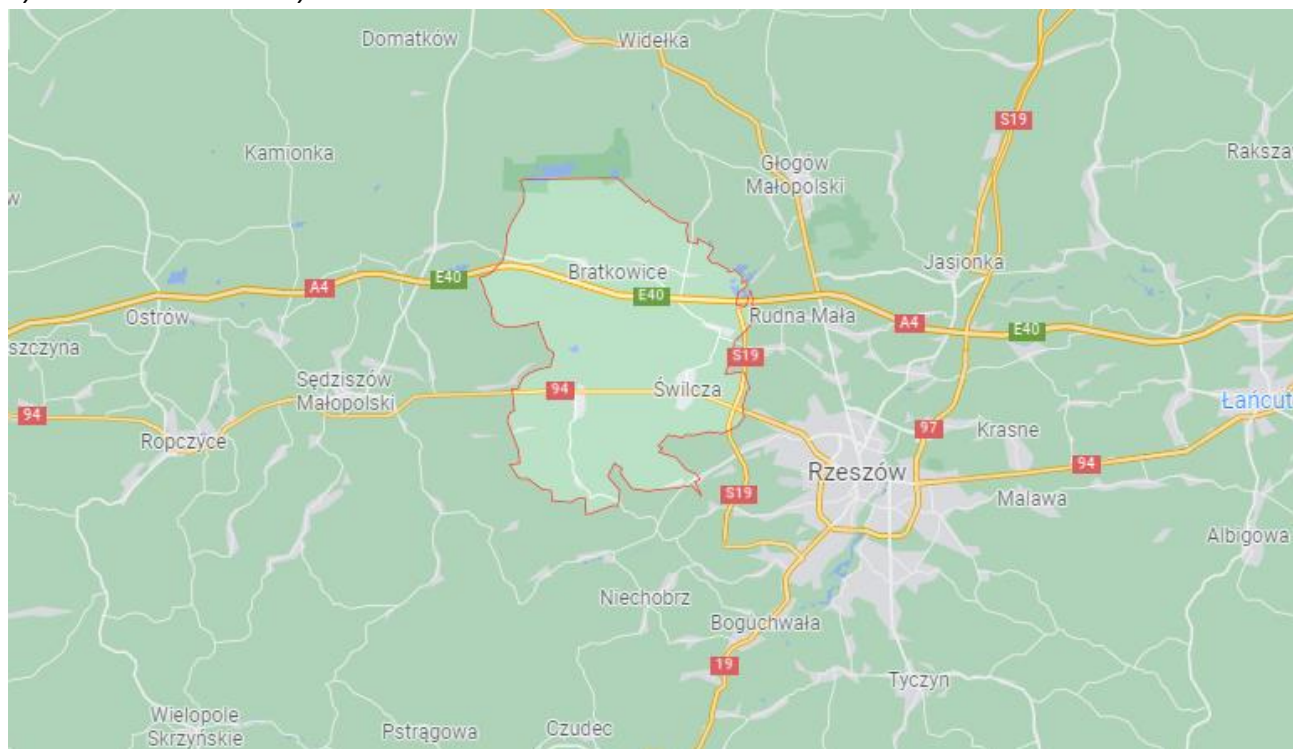 Domatków
Widełka
S19
Kamionka
Głogów
Małopolski
Raksza
w
Jasionka
Bratkowice
E40
A4
E40
Ostrów
Rudna Mała
A4
E40
szczyna
S19
Sędziszów
Małopolski
94
Świlcza
Łańcut
94
Ropczyce
97
Krasne
94
Rzeszów
S19
Malawa
Albigowa
Niechobrz
Boguchwała
19
Tyczyn
Wielopole
Skrzyńskie
Pstrągowa
Czudec